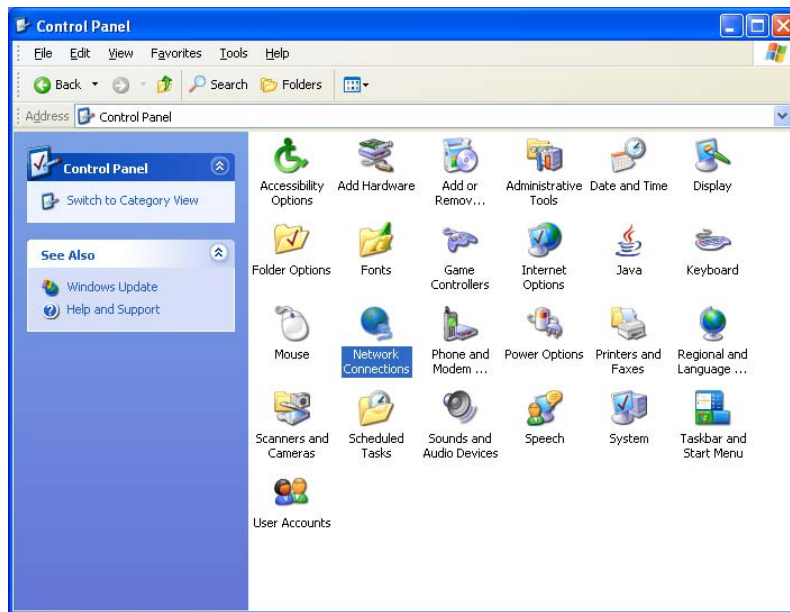 Control Panel
File Edit View Favorites Tools Help
Back Search Folders
Address Control Panel
Control Panel
Switch to Category View
See Also
Windows Update
Help and Support
Accessibility Options
Add Hardware
Add or Remov...
Administrative Tools
Date and Time
Display
Folder Options
Fonts
Game Controllers
Internet Options
Java
Keyboard
Mouse
Network Connections
Phone and Modem ...
Power Options
Printers and Faxes
Regional and Language ...
Scanners and Cameras
Scheduled Tasks
Sounds and Audio Devices
Speech
System
Taskbar and Start Menu
User Accounts